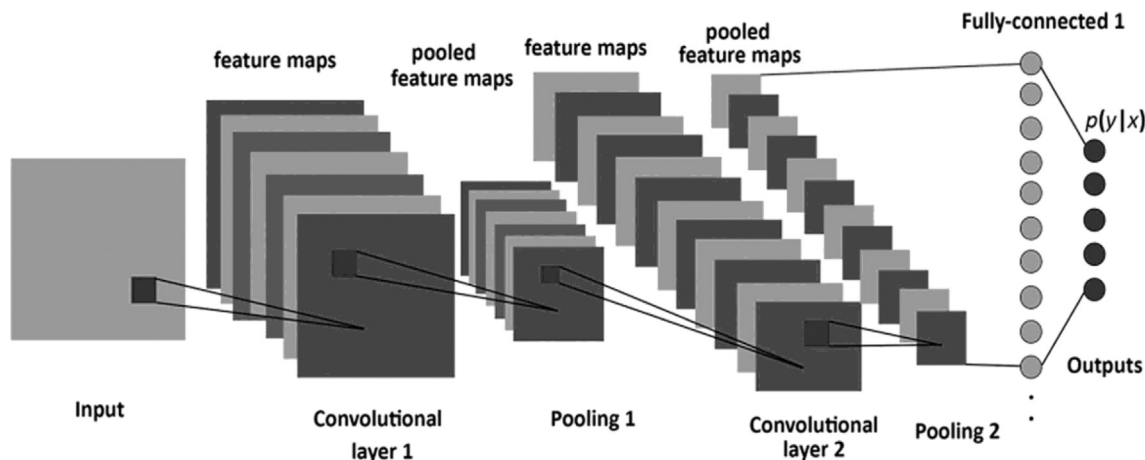 feature maps
pooled
feature maps
feature maps
pooled
feature maps
Fully-connected 1
p(y|x)
Outputs
Input
Convolutional
layer 1
Pooling 1
Convolutional
layer 2
Pooling 2